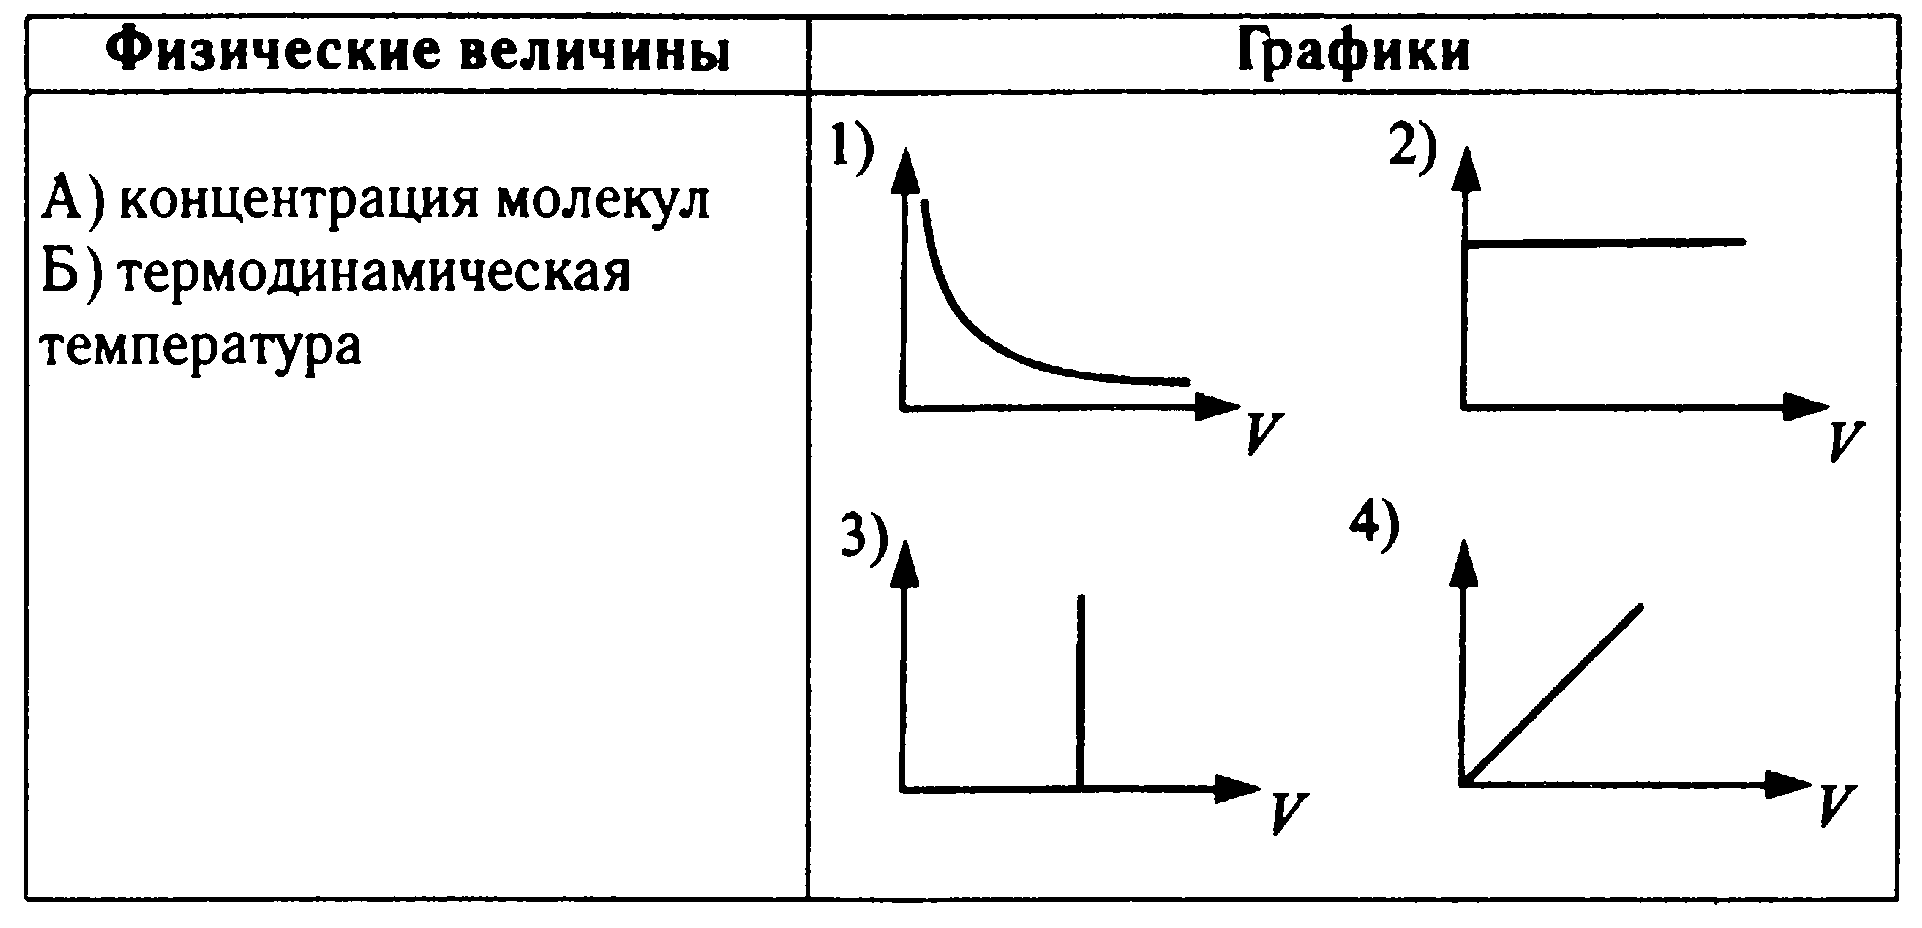 Физические величины
Графики
А) концентрация молекул
Б) термодинамическая
температура
1)
V
2)
V
3)
V
4)
V